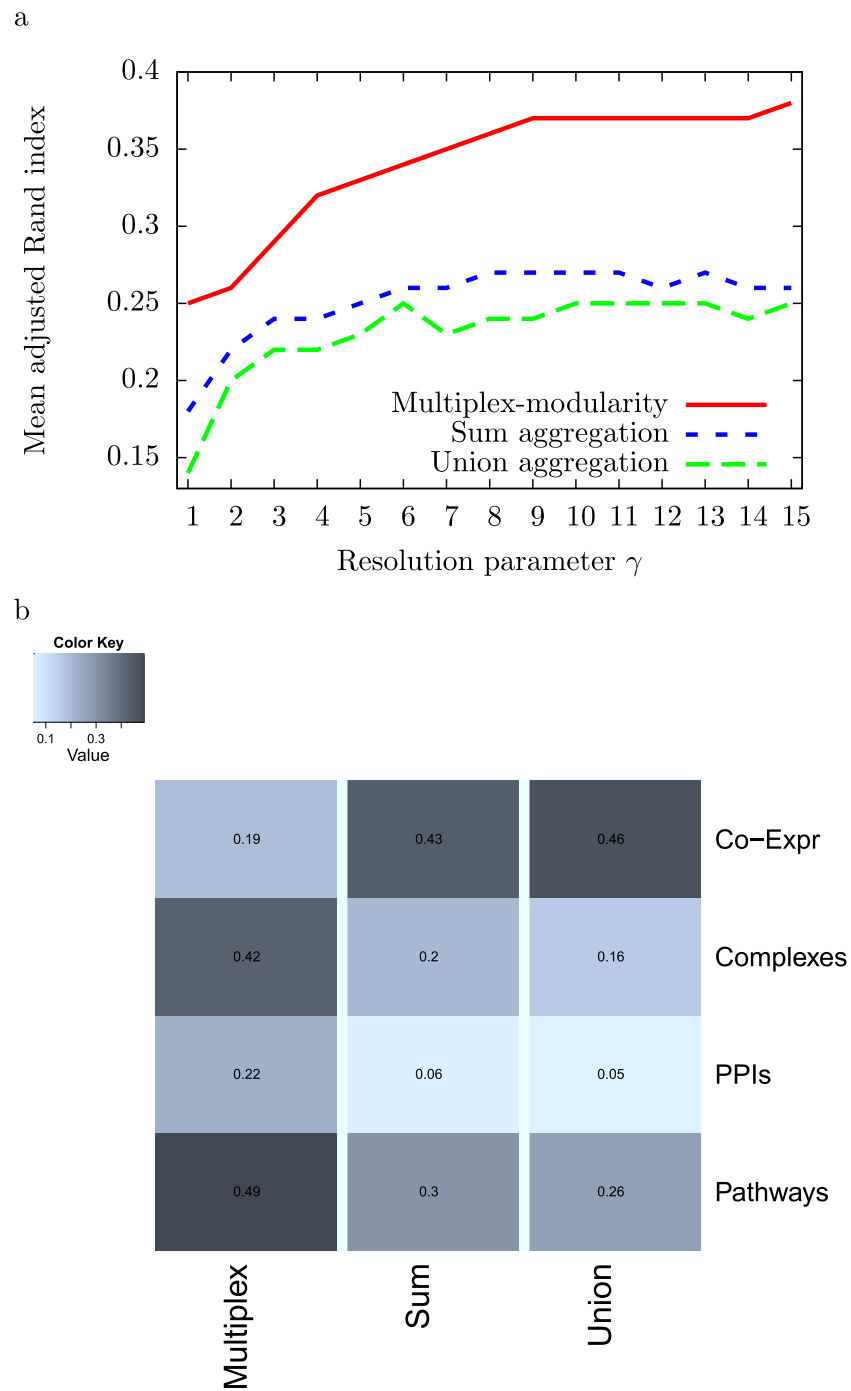 a
0.4
0.35
0.3
0.25
0.2
0.15
Mean adjusted Rand index
Multiplex-modularity
Sum aggregation
Union aggregation
1 2 3 4 5 6 7 8 9 10 11 12 13 14 15
Resolution parameter γ
b
Color Key
0.1 0.3
Value
0.19 0.43 0.46 Co−Expr
0.42 0.2 0.16 Complexes
0.22 0.06 0.05 PPIs
0.49 0.3 0.26 Pathways
Multiplex Sum Union